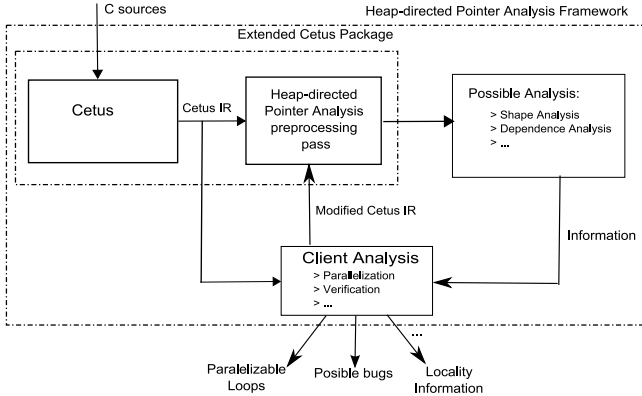 C sources
Heap-directed Pointer Analysis Framework
Extended Cetus Package
Cetus
Cetus IR
Heap-directed
Pointer Analysis
preprocessing
pass
Possible Analysis:
> Shape Analysis
> Dependence Analysis
> ...
Modified Cetus IR
Information
Client Analysis
> Parallelization
> Verification
> ...
...
Paralelizable
Loops
Posible bugs
Locality
Information